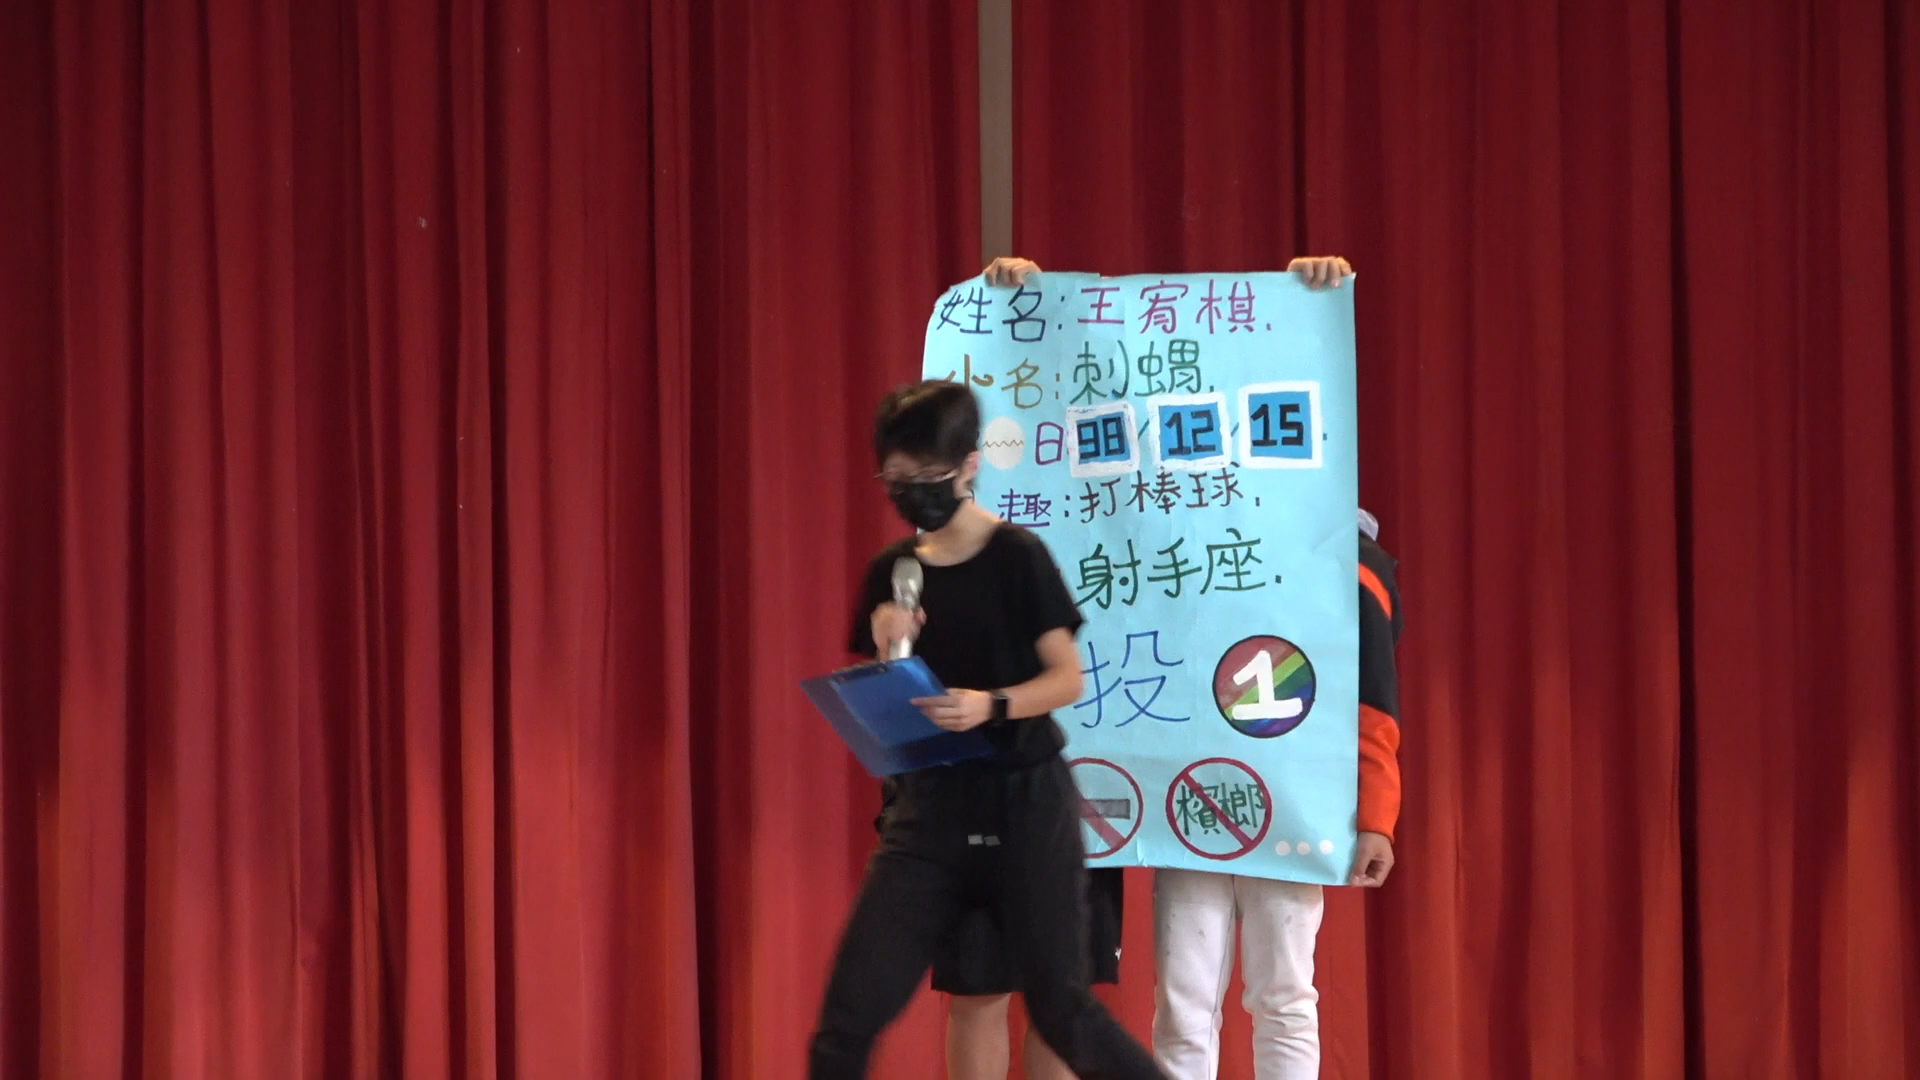 姓名:王宥棋.
小名:刺蝟.
日98/12/15.
趣:打棒球.
射手座.
投1
檳榔...